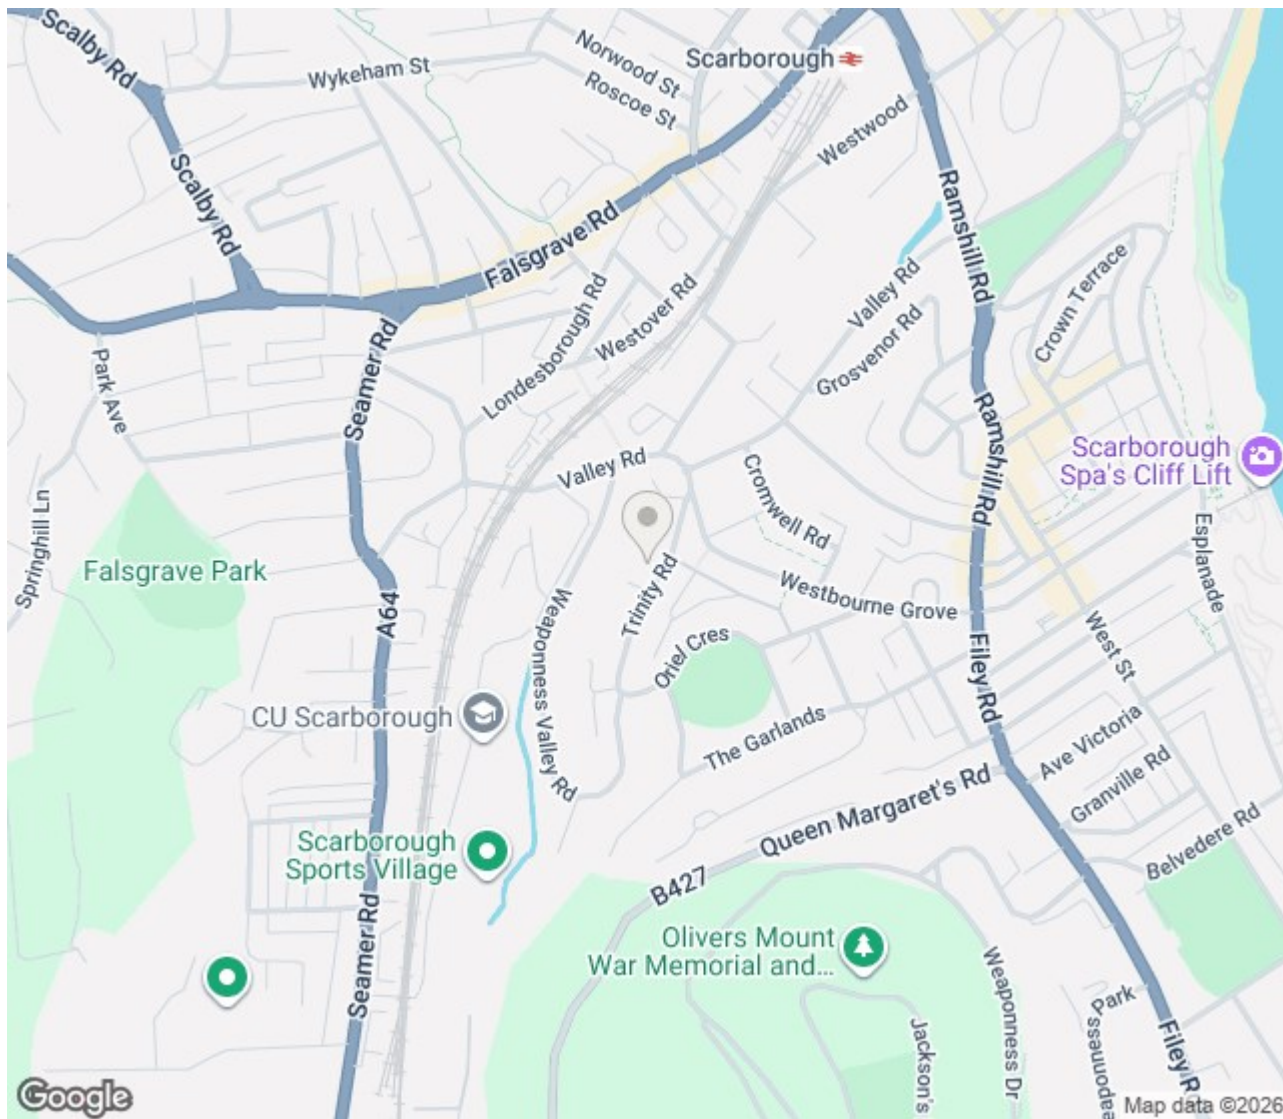 Scalby Rd
Wykeham St
Norwood St
Roscoe St
Scarborough
Westwood
Scalby Rd
Falsgrave Rd
Ramshill Rd
Valley Rd
Crown Terrace
Londesborough Rd
Westover Rd
Grosvenor Rd
Park Ave
Seamer Rd
Ramshill Rd
Scarborough
Spa's Cliff Lift
Valley Rd
Cromwell Rd
Springhill Ln
Esplanade
Falsgrave Park
A64
Trinity Rd
Westbourne Grove
Weaponness Valley Rd
Oriel Cres
West St
Filey Rd
CU Scarborough
The Garlands
Ave Victoria
Granville Rd
Queen Margaret's Rd
Belvedere Rd
Scarborough
Sports Village
B427
Olivers Mount
War Memorial and...
Seamer Rd
Weaponness Dr
Park
Jackson's
Filey R
Google
Map data ©2026